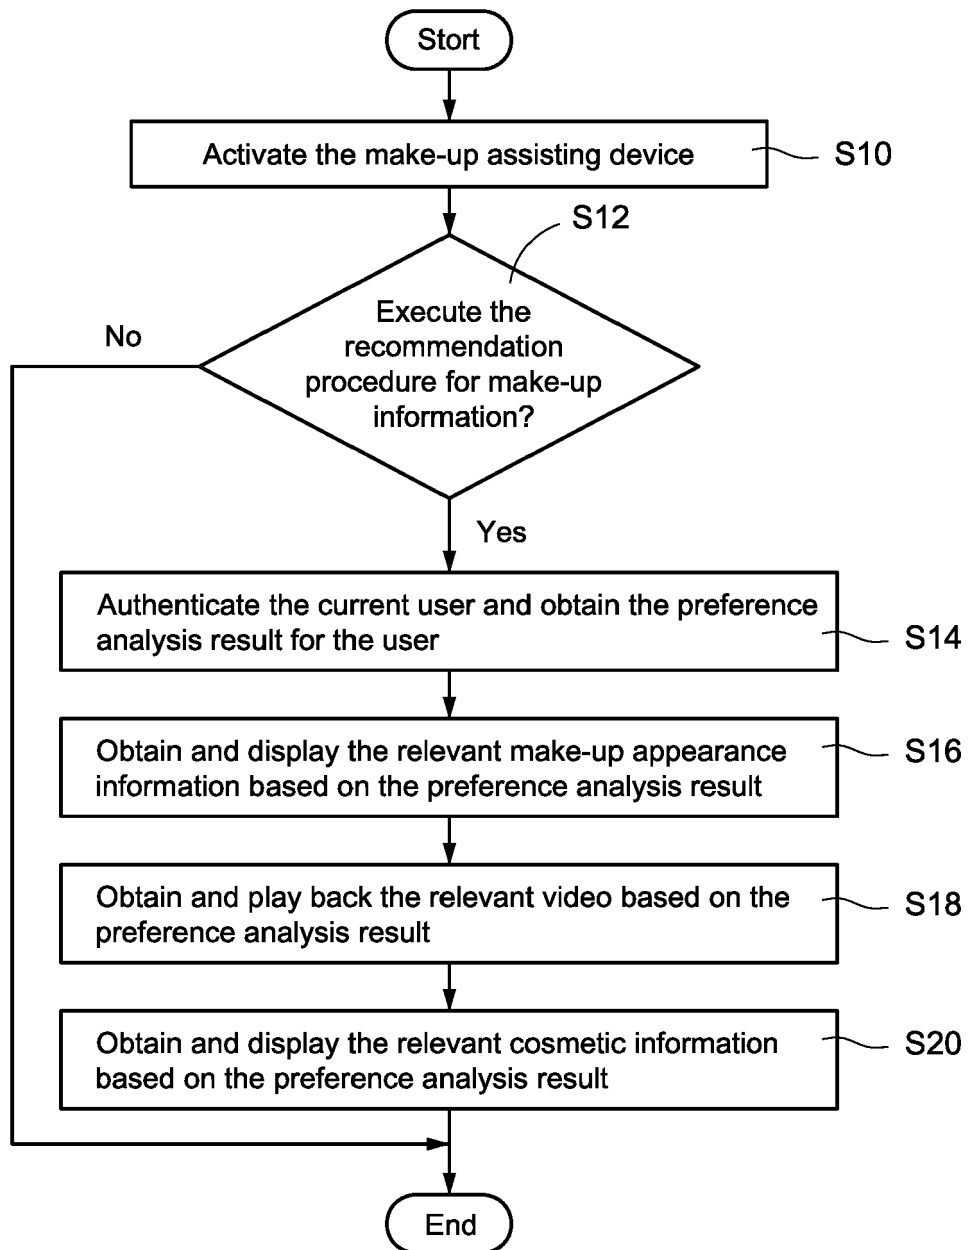 Stort
Activate the make-up assisting device
S10
S12
Execute the
recommendation
procedure for make-up
information?
No
Yes
Authenticate the current user and obtain the preference
analysis result for the user
S14
Obtain and display the relevant make-up appearance
information based on the preference analysis result
S16
Obtain and play back the relevant video based on the
preference analysis result
S18
Obtain and display the relevant cosmetic information
based on the preference analysis result
S20
End